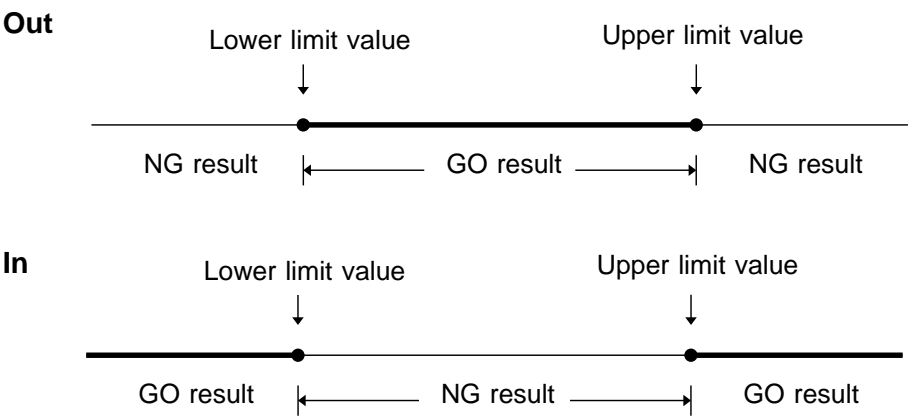 Out
Lower limit value Upper limit value
NG result GO result NG result
In
Lower limit value Upper limit value
GO result NG result GO result